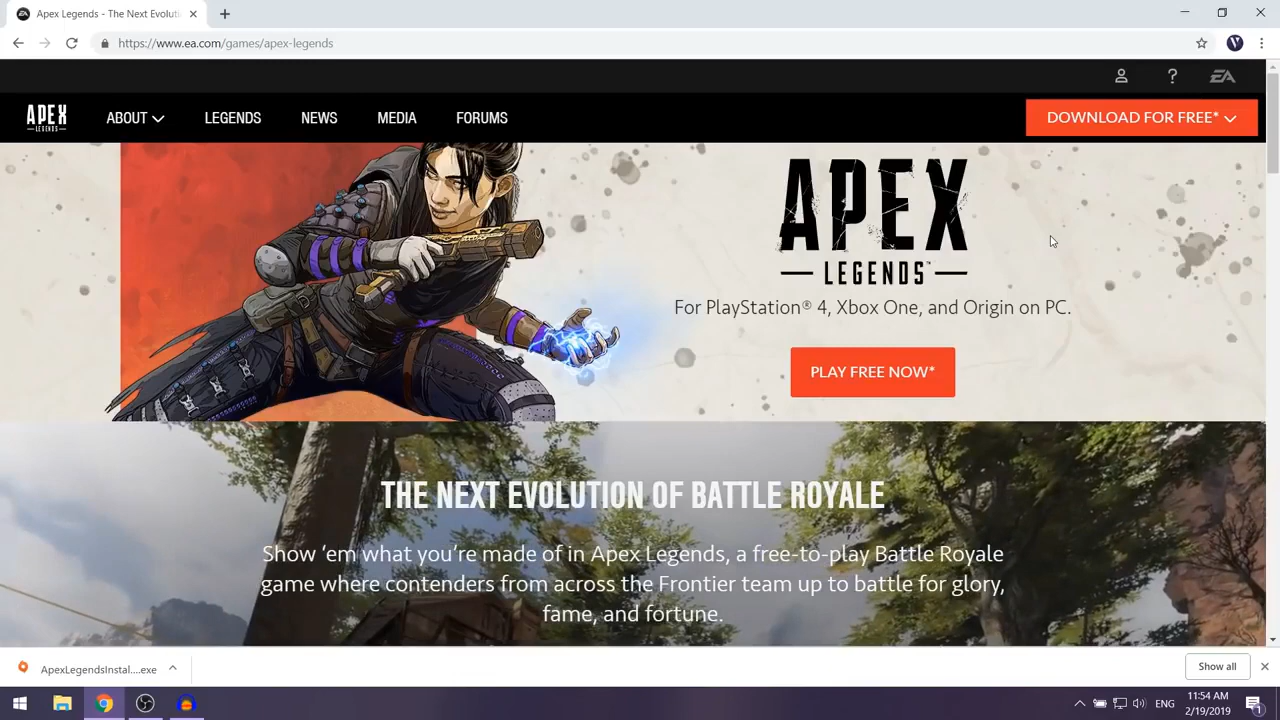 Apex Legends - The Next Evoluti
https://www.ea.com/games/apex-legends
EA
APEX
LEGENDS
ABOUT
LEGENDS
NEWS
MEDIA
FORUMS
DOWNLOAD FOR FREE*
APEX
LEGENDS™
For PlayStation® 4, Xbox One, and Origin on PC.
PLAY FREE NOW*
THE NEXT EVOLUTION OF BATTLE ROYALE
Show ‘em what you’re made of in Apex Legends, a free-to-play Battle Royale
game where contenders from across the Frontier team up to battle for glory,
fame, and fortune.
ApexLegendsInstal....exe
Show all
ENG
11:54 AM
2/19/2019
1